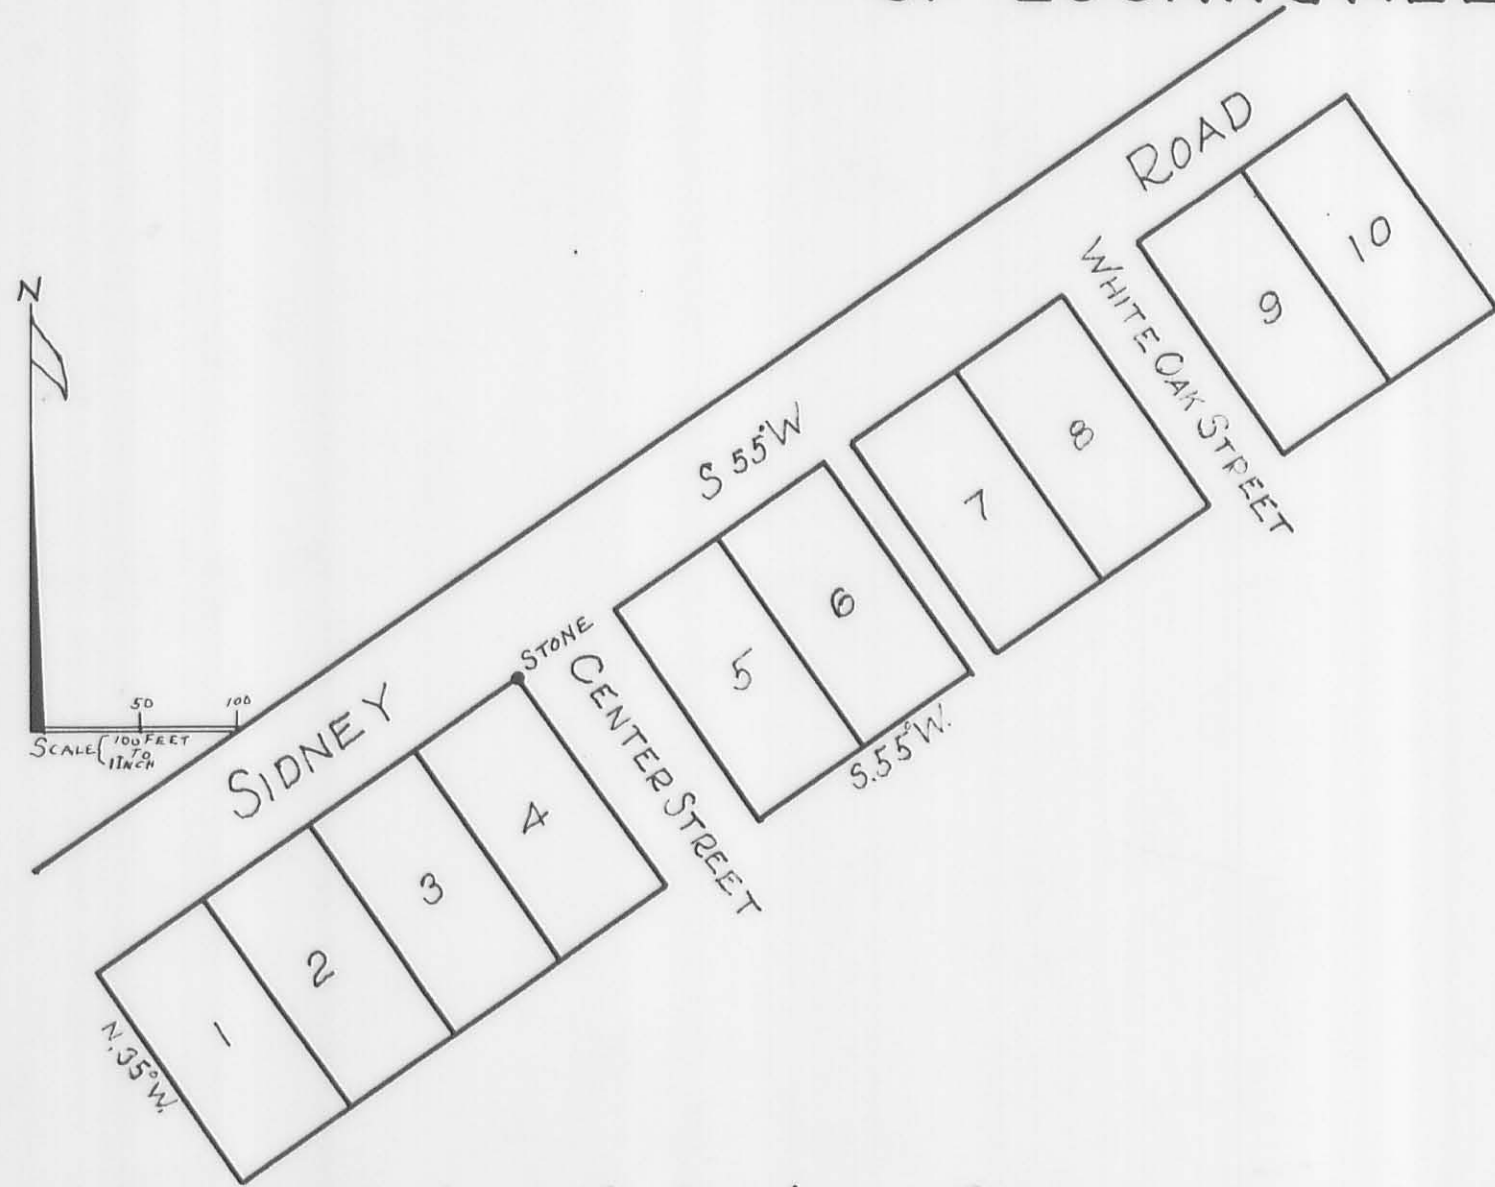 ROAD
N
10
WHITE OAK STREET
9
8
S 55°W
7
6
STONE
50 100
SCALE { 100 FEET
TO
1 INCH
SIDNEY
CENTER STREET
5
S.55°W.
4
3
2
1
N.35°W.